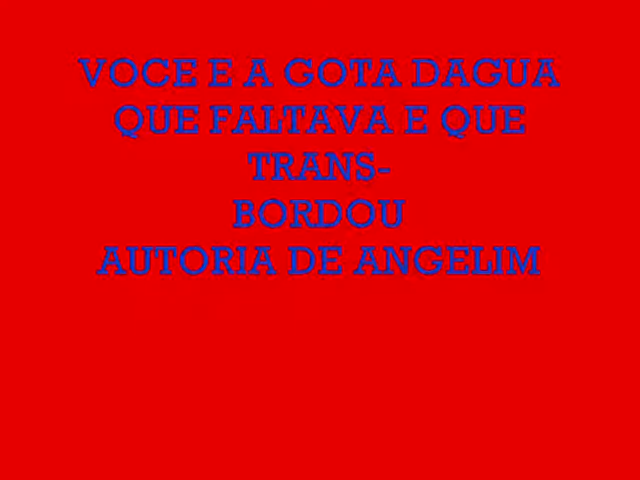 VOCE E A GOTA DAGUA
QUE FALTAVA E QUE
TRANS-
BORDOU
AUTORIA DE ANGELIM